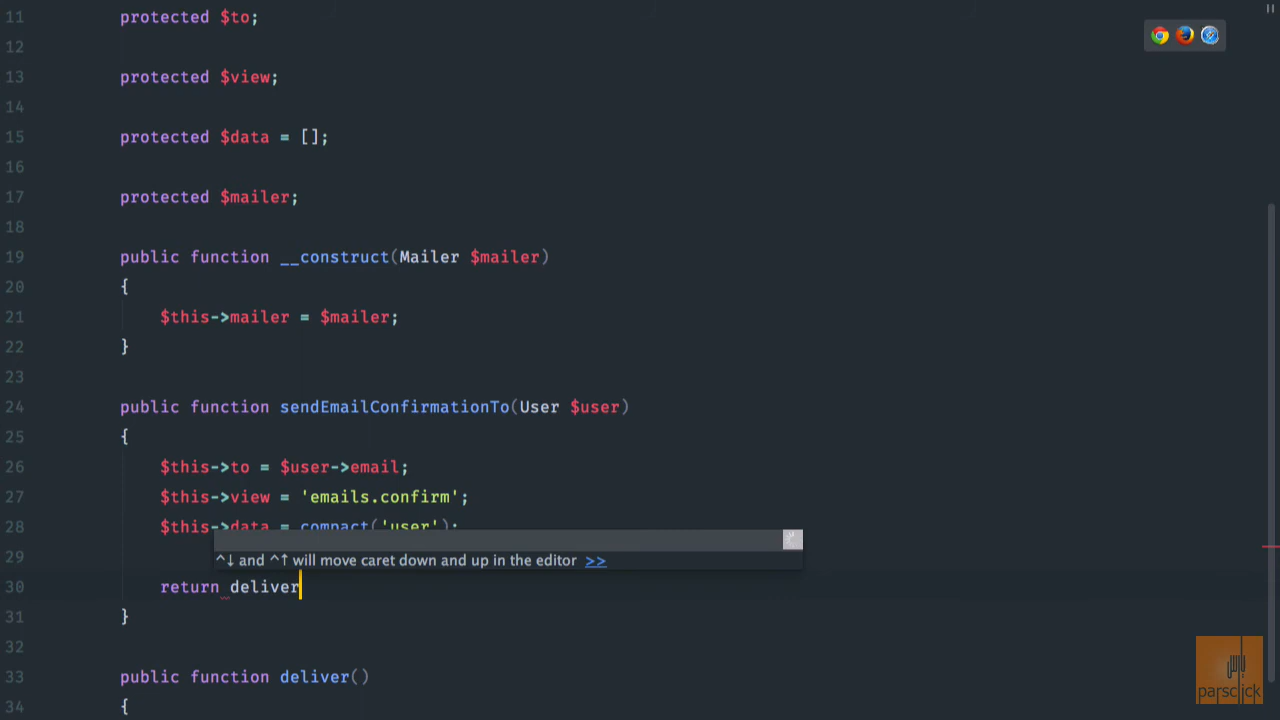 11 protected $to;
12
13 protected $view;
14
15 protected $data = [];
16
17 protected $mailer;
18
19 public function __construct(Mailer $mailer)
20 {
21 $this->mailer = $mailer;
22 }
23
24 public function sendEmailConfirmationTo(User $user)
25 {
26 $this->to = $user->email;
27 $this->view = 'emails.confirm';
28 $this->data = compact('user');
^↓ and ^↑ will move caret down and up in the editor >>
29
30 return deliver
31 }
32
33 public function deliver()
34 {
parsclick